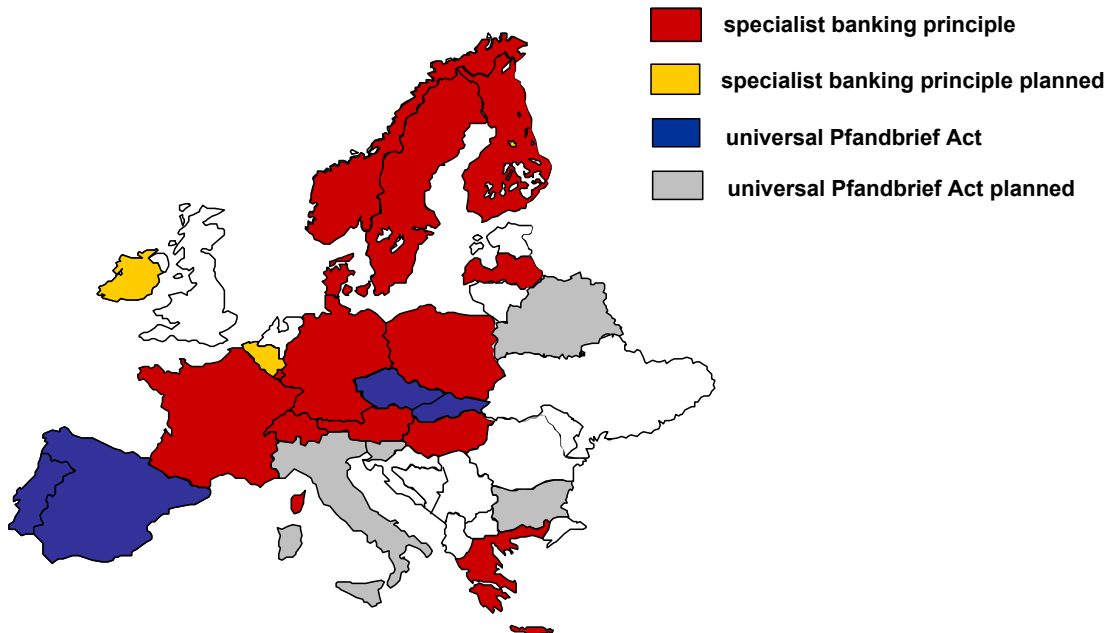 specialist banking principle
specialist banking principle planned
universal Pfandbrief Act
universal Pfandbrief Act planned